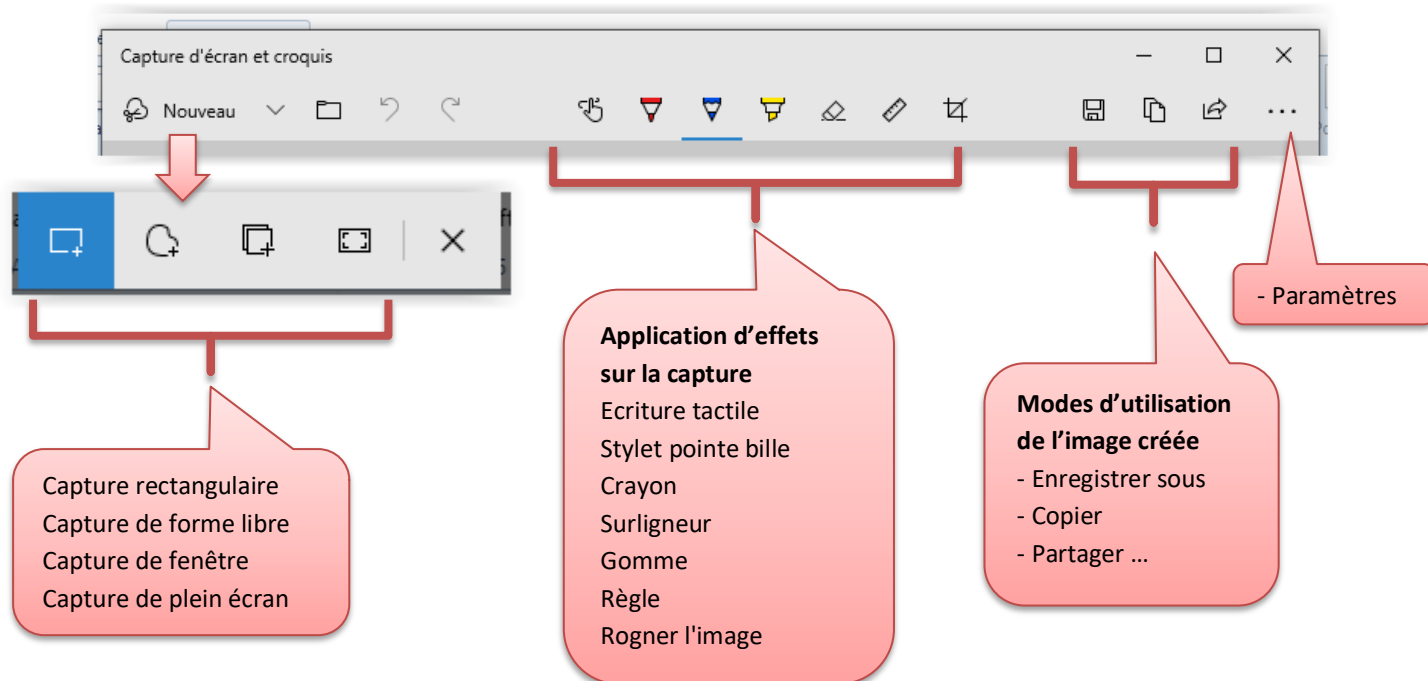 Capture d'écran et croquis
Nouveau
Capture rectangulaire
Capture de forme libre
Capture de fenêtre
Capture de plein écran
Application d’effets
sur la capture
Ecriture tactile
Stylet pointe bille
Crayon
Surligneur
Gomme
Règle
Rogner l'image
Modes d’utilisation
de l’image créée
- Enregistrer sous
- Copier
- Partager …
- Paramètres